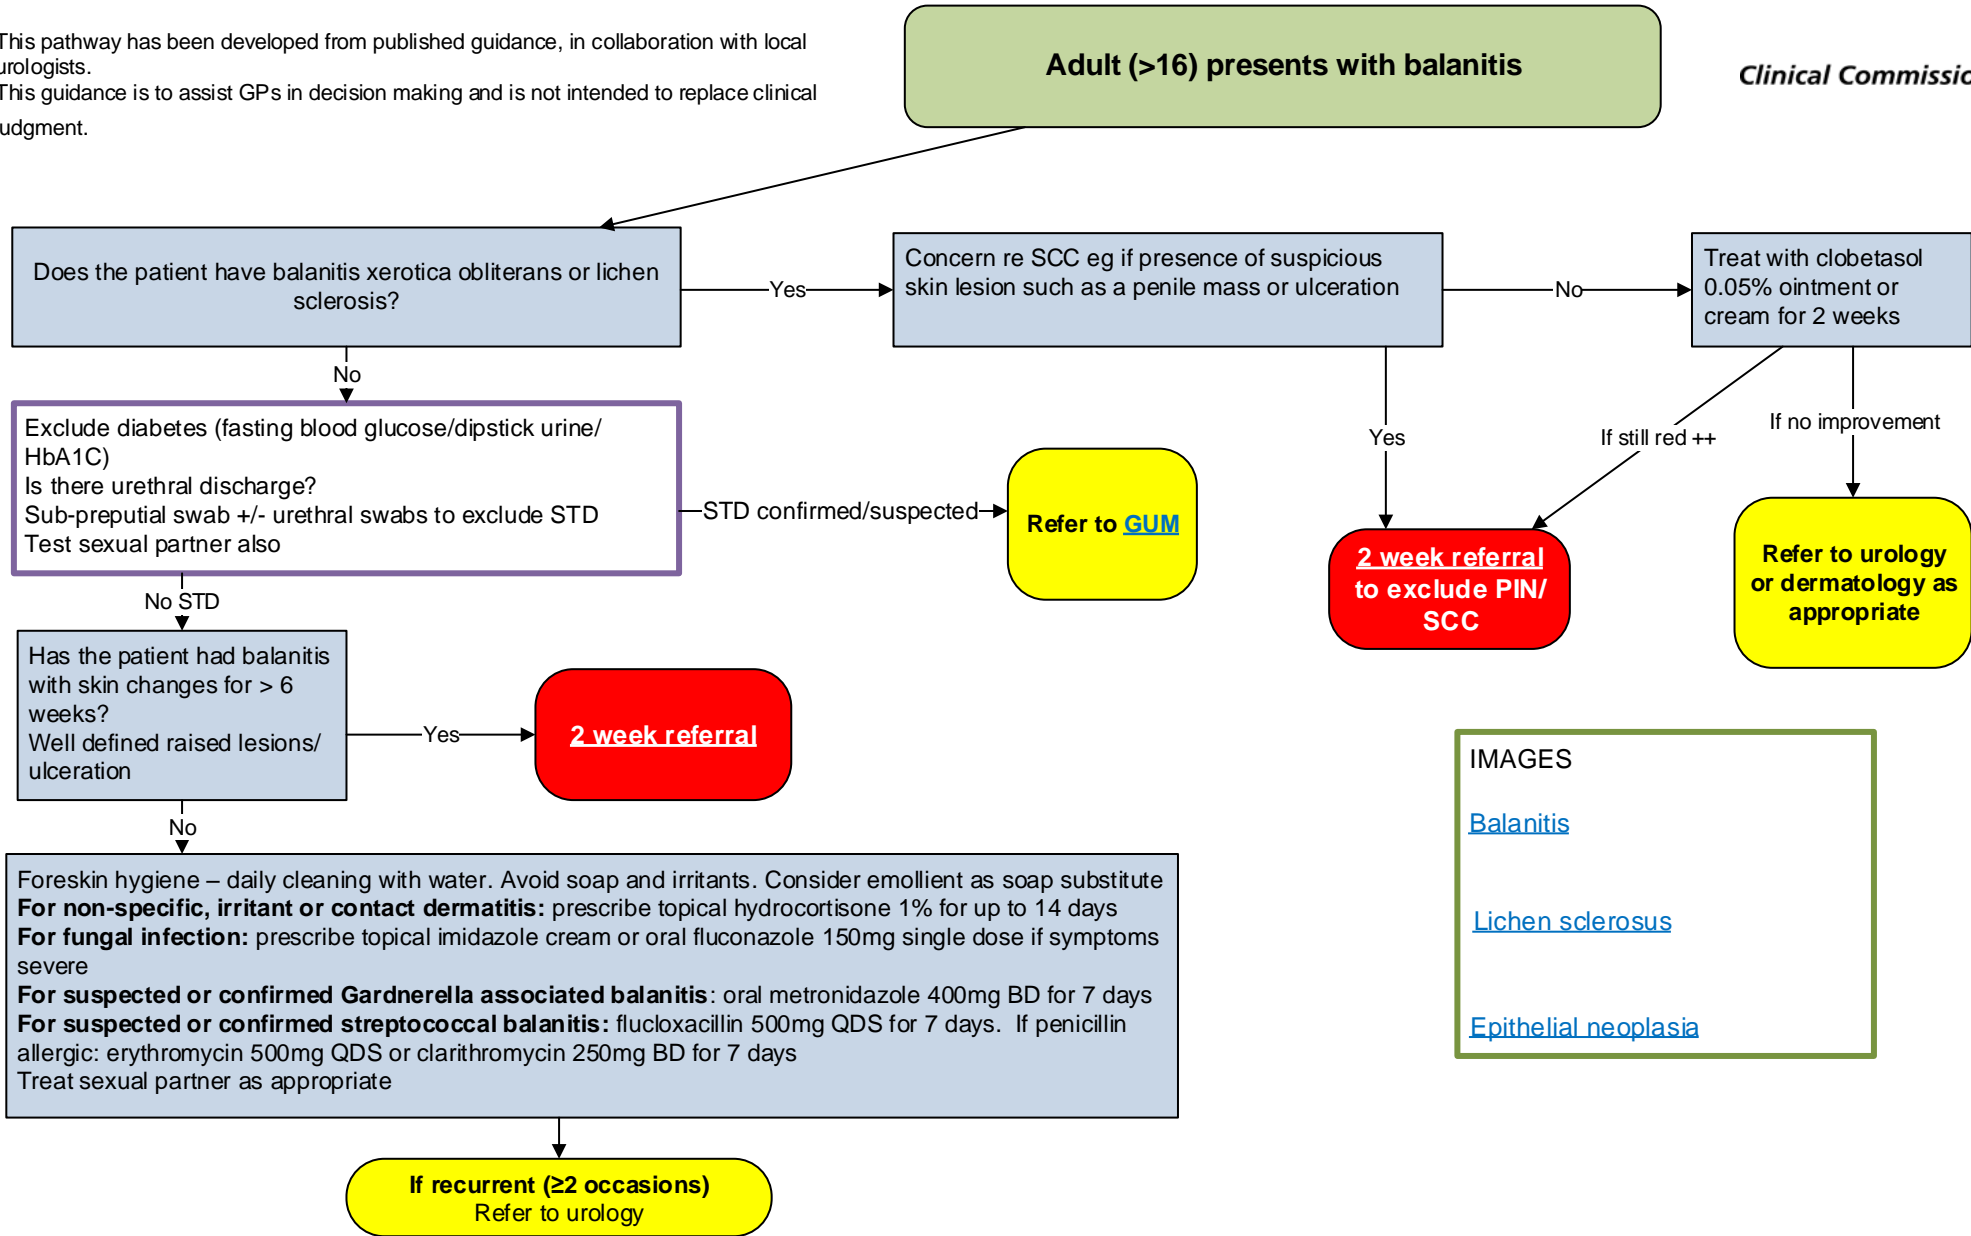 This pathway has been developed from published guidance, in collaboration with local
urologists.
This guidance is to assist GPs in decision making and is not intended to replace clinical
judgment.
Adult (>16) presents with balanitis
Clinical Commissio
Does the patient have balanitis xerotica obliterans or lichen
sclerosis?
Yes
Concern re SCC eg if presence of suspicious
skin lesion such as a penile mass or ulceration
No
Treat with clobetasol
0.05% ointment or
cream for 2 weeks
No
Yes
If still red ++
If no improvement
Exclude diabetes (fasting blood glucose/dipstick urine/
HbA1C)
Is there urethral discharge?
Sub-preputial swab +/- urethral swabs to exclude STD
Test sexual partner also
STD confirmed/suspected
Refer to GUM
2 week referral
to exclude PIN/
SCC
Refer to urology
or dermatology as
appropriate
No STD
Has the patient had balanitis
with skin changes for > 6
weeks?
Well defined raised lesions/
ulceration
Yes
2 week referral
No
IMAGES
Balanitis
Lichen sclerosus
Epithelial neoplasia
Foreskin hygiene – daily cleaning with water. Avoid soap and irritants. Consider emollient as soap substitute
For non-specific, irritant or contact dermatitis: prescribe topical hydrocortisone 1% for up to 14 days
For fungal infection: prescribe topical imidazole cream or oral fluconazole 150mg single dose if symptoms
severe
For suspected or confirmed Gardnerella associated balanitis: oral metronidazole 400mg BD for 7 days
For suspected or confirmed streptococcal balanitis: flucloxacillin 500mg QDS for 7 days. If penicillin
allergic: erythromycin 500mg QDS or clarithromycin 250mg BD for 7 days
Treat sexual partner as appropriate
If recurrent (≥2 occasions)
Refer to urology